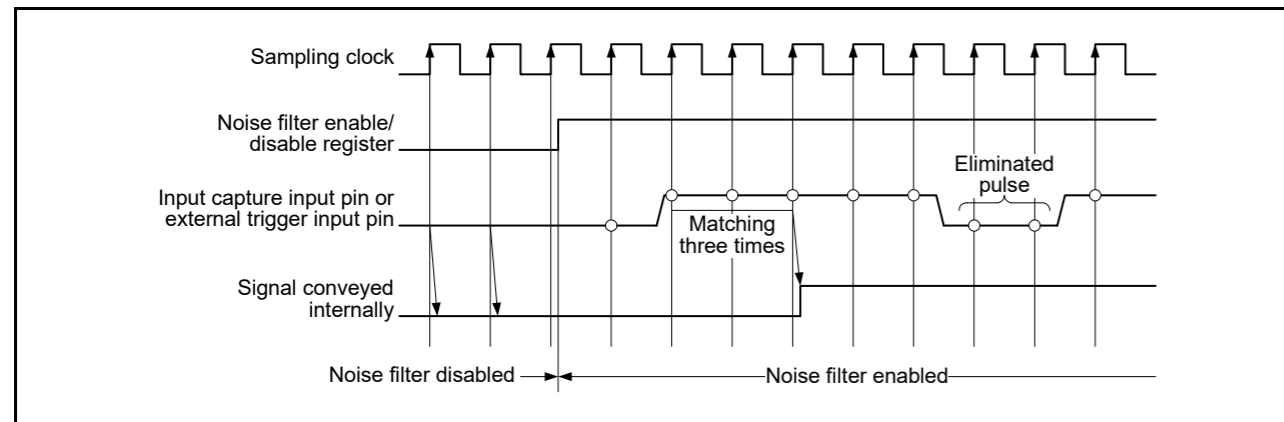 Sampling clock
Noise filter enable/
disable register
Eliminated
pulse
Input capture input pin or
external trigger input pin
Matching
three times
Signal conveyed
internally
Noise filter disabled
Noise filter enabled